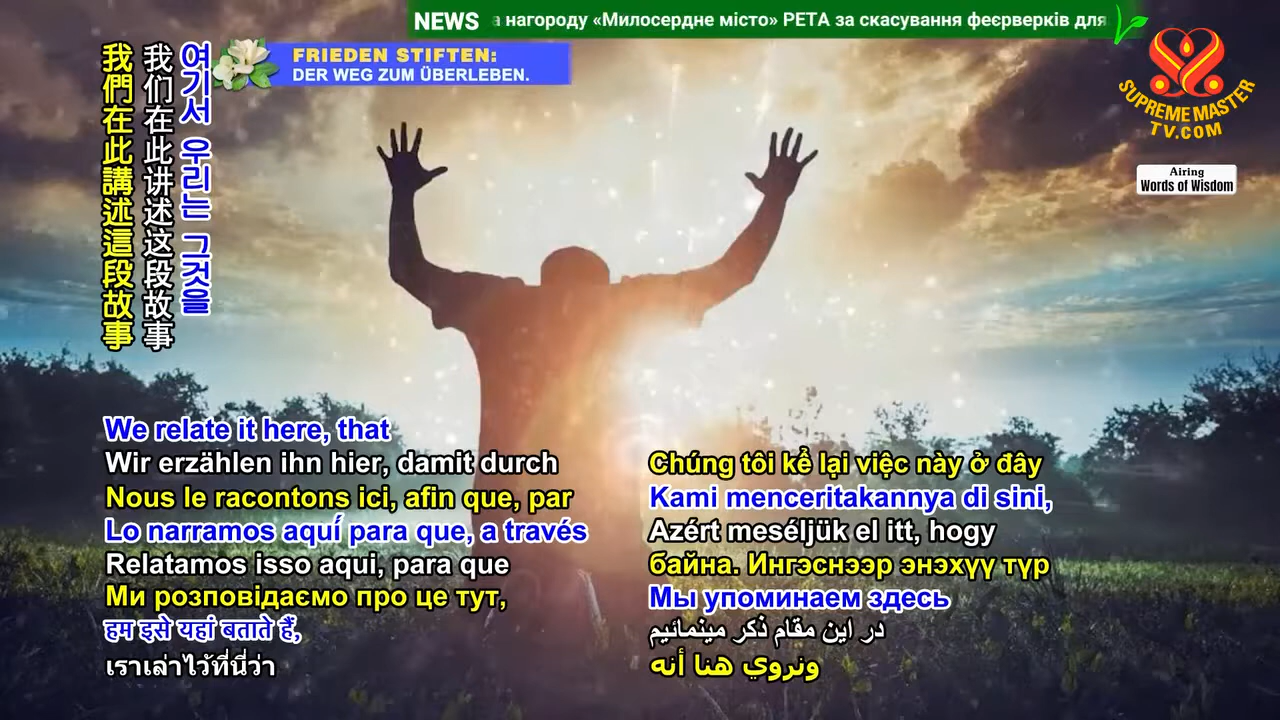 NEWS а нагороду «Милосердне місто» PETA за скасування феєрверків для
FRIEDEN STIFTEN:
DER WEG ZUM ÜBERLEBEN.
SUPREME MASTER
TV.COM
Airing
Words of Wisdom
여기서 우리는 그것을
我们在此讲述这段故事
我們在此講述這段故事
We relate it here, that
Wir erzählen ihn hier, damit durch
Nous le racontons ici, afin que, par
Lo narramos aquí para que, a través
Relatamos isso aqui, para que
Ми розповідаємо про це тут,
हम इसे यहां बताते हैं,
เราเล่าไว้ที่นี่ว่า
Chúng tôi kể lại việc này ở đây
Kami menceritakannya di sini,
Azért meséljük el itt, hogy
байна. Ингэснээр энэхүү түр
Мы упоминаем здесь
در این مقام ذکر مینمائیم
ونروي هنا أنه